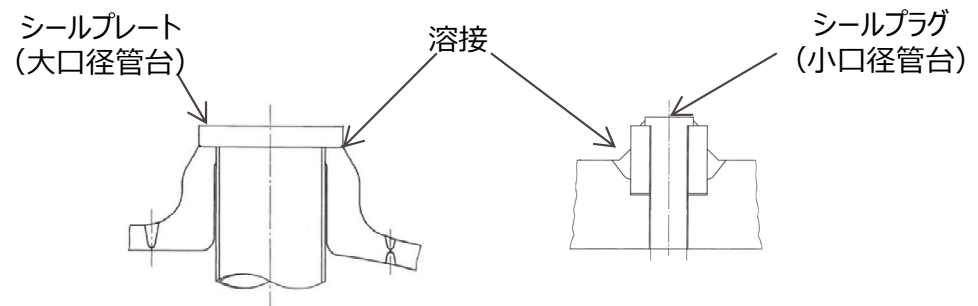 シールプレート
（大口径管台）
溶接
シールプラグ
（小口径管台）